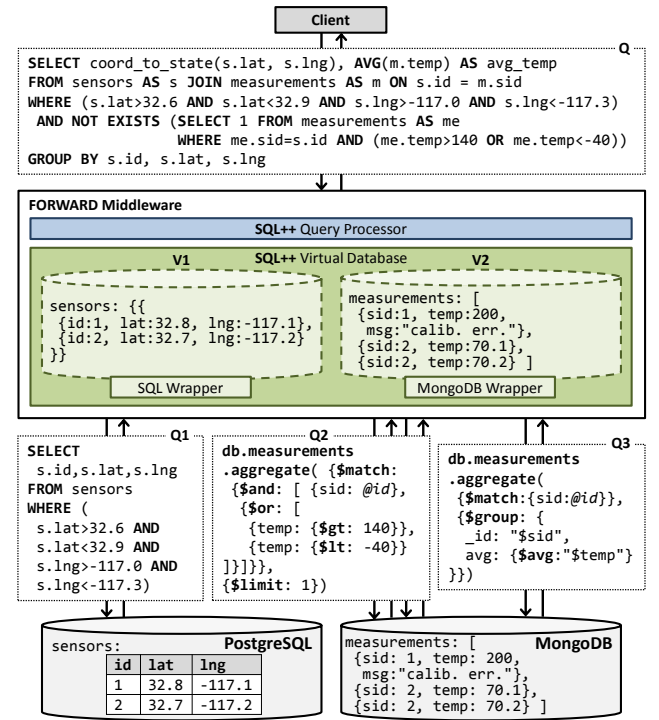 Client
Q
SELECT coord_to_state(s.lat, s.lng), AVG(m.temp) AS avg_temp
FROM sensors AS s JOIN measurements AS m ON s.id = m.sid
WHERE (s.lat>32.6 AND s.lat<32.9 AND s.lng>-117.0 AND s.lng<-117.3)
AND NOT EXISTS (SELECT 1 FROM measurements AS me
WHERE me.sid=s.id AND (me.temp>140 OR me.temp<-40))
GROUP BY s.id, s.lat, s.lng
FORWARD Middleware
SQL++ Query Processor
V1 SQL++ Virtual Database V2
sensors: {{
{id:1, lat:32.8, lng:-117.1},
{id:2, lat:32.7, lng:-117.2}
}}
SQL Wrapper
measurements: [
{sid:1, temp:200,
msg:"calib. err."},
{sid:2, temp:70.1},
{sid:2, temp:70.2} ]
MongoDB Wrapper
Q1
SELECT
s.id,s.lat,s.lng
FROM sensors
WHERE (
s.lat>32.6 AND
s.lat<32.9 AND
s.lng>-117.0 AND
s.lng<-117.3)
Q2
db.measurements
.aggregate( {$match:
{$and: [ {sid: @id},
{$or: [
{temp: {$gt: 140}},
{temp: {$lt: -40}}
]}]}},
{$limit: 1})
Q3
db.measurements
.aggregate(
{$match:{sid:@id}},
{$group: {
_id: "$sid",
avg: {$avg:"$temp"}
}})
sensors: PostgreSQL
id lat lng
1 32.8 -117.1
2 32.7 -117.2
measurements: [ MongoDB
{sid: 1, temp: 200,
msg:"calib. err."},
{sid: 2, temp: 70.1},
{sid: 2, temp: 70.2} ]